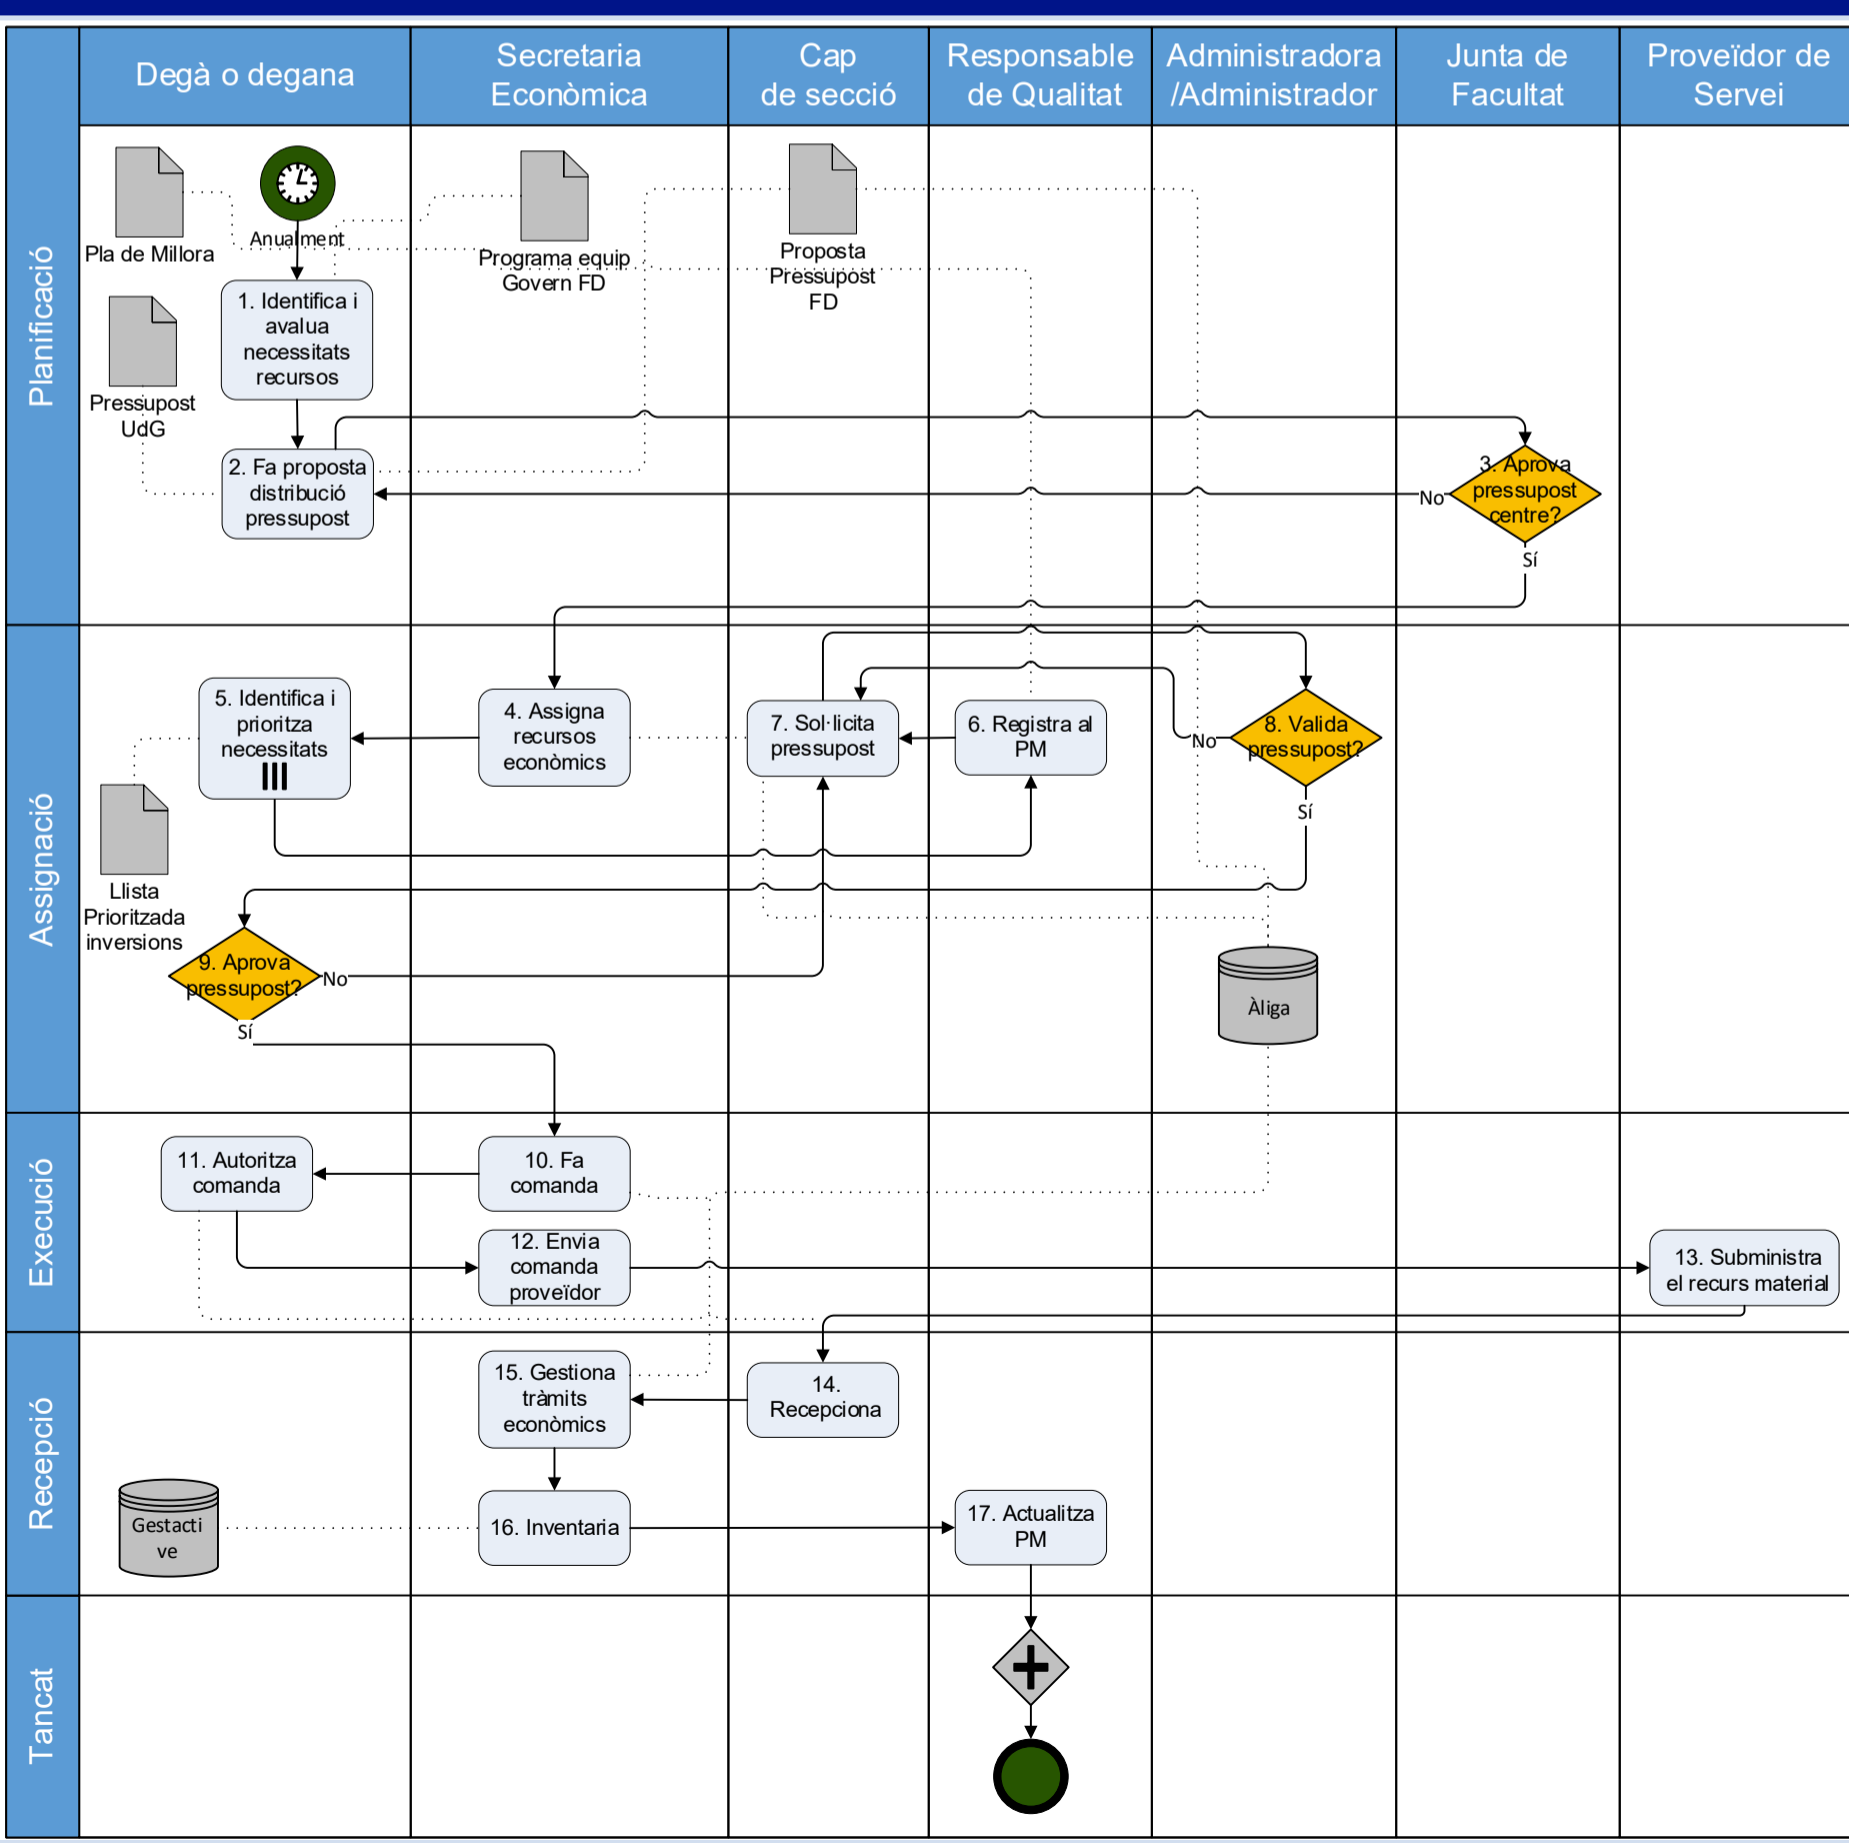 Degà o degana
Secretaria
Econòmica
Cap
de secció
Responsable
de Qualitat
Administradora
/Administrador
Junta de
Facultat
Proveïdor de
Servei
Planificació
Pla de Millora
Anualment
Programa equip
Govern FD
Proposta
Pressupost
FD
1. Identifica i
avalua
necessitats
recursos
Pressupost
UdG
2. Fa proposta
distribució
pressupost
3. Aprova
pressupost
centre?
No
Sí
Assignació
5. Identifica i
prioritza
necessitats
4. Assigna
recursos
econòmics
7. Sol·licita
pressupost
6. Registra al
PM
8. Valida
pressupost?
No
Sí
Llista
Prioritzada
inversions
9. Aprova
pressupost?
No
Sí
Àliga
Execució
11. Autoritza
comanda
10. Fa
comanda
12. Envia
comanda
proveïdor
13. Subministra
el recurs material
Recepció
15. Gestiona
tràmits
econòmics
14.
Recepciona
Gestacti
ve
16. Inventaria
17. Actualitza
PM
Tancat